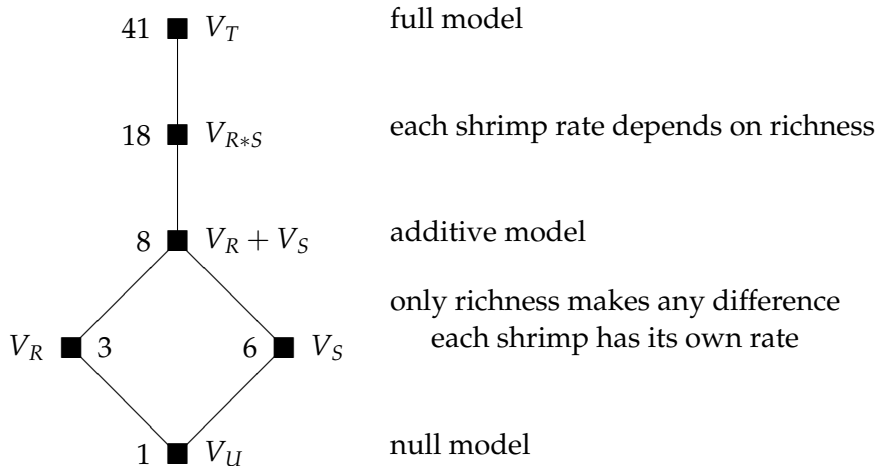 41 V_T full model
18 V_{R*S} each shrimp rate depends on richness
8 V_R + V_S additive model
only richness makes any difference
V_R 3 6 V_S each shrimp has its own rate
1 V_U null model